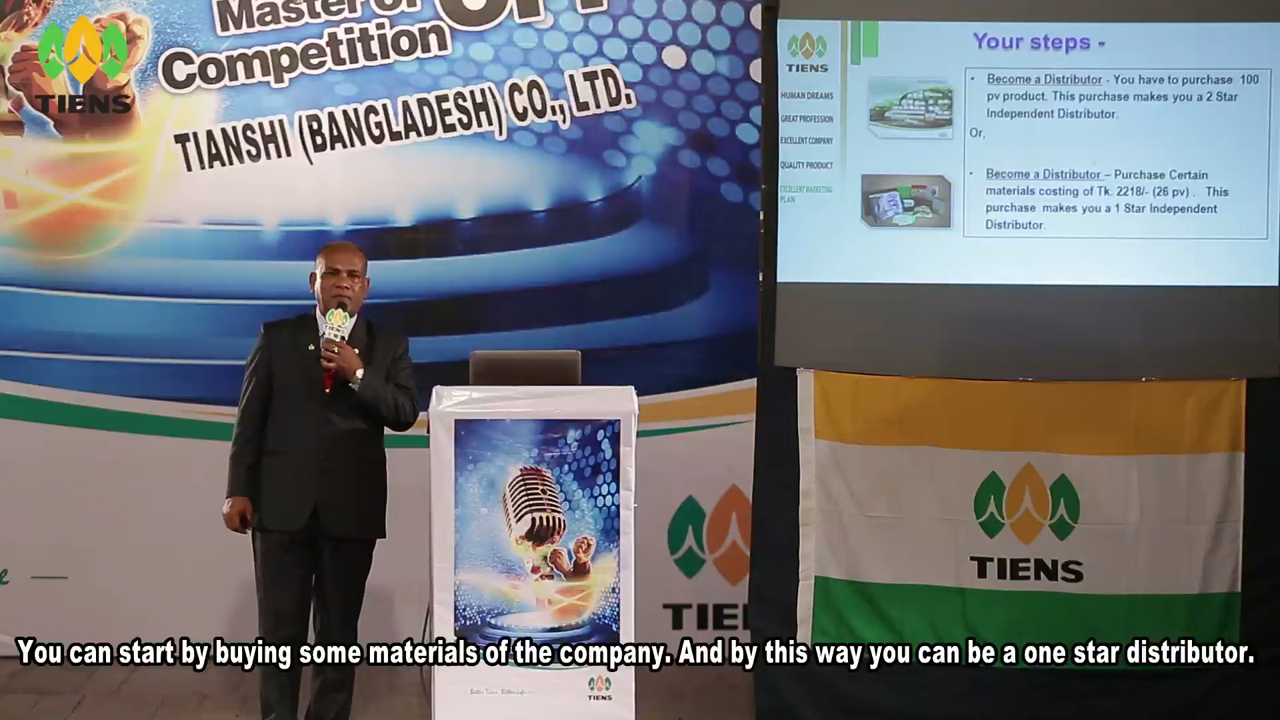 Master of
Competition
TIANSHI (BANGLADESH) CO., LTD.
TIENS
TIENS
HUMAN DREAMS
GREAT PROFESSION
EXCELLENT COMPANY
QUALITY PRODUCT
EXCELLENT MARKETING
PLAN
Your steps -
• Become a Distributor - You have to purchase 100
pv product. This purchase makes you a 2 Star
Independent Distributor.
Or,
• Become a Distributor – Purchase Certain
materials costing of Tk. 2218/- (26 pv) . This
purchase makes you a 1 Star Independent
Distributor.
TIENS
TIENS
TIE
You can start by buying some materials of the company. And by this way you can be a one star distributor.
TIENS